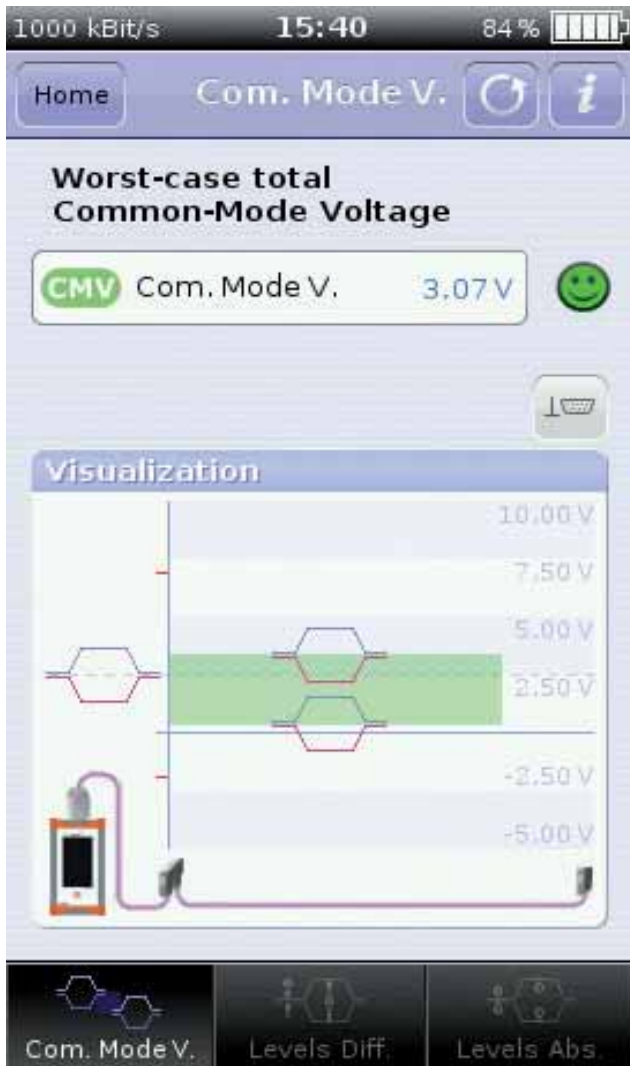 1000 kBit/s 15:40 84%
Home Com. Mode V. i
Worst-case total
Common-Mode Voltage
CMV Com. Mode V. 3.07 V
Visualization
10.00 V
7.50 V
5.00 V
2.50 V
-2.50 V
-5.00 V
Com. Mode V. Levels Diff. Levels Abs.